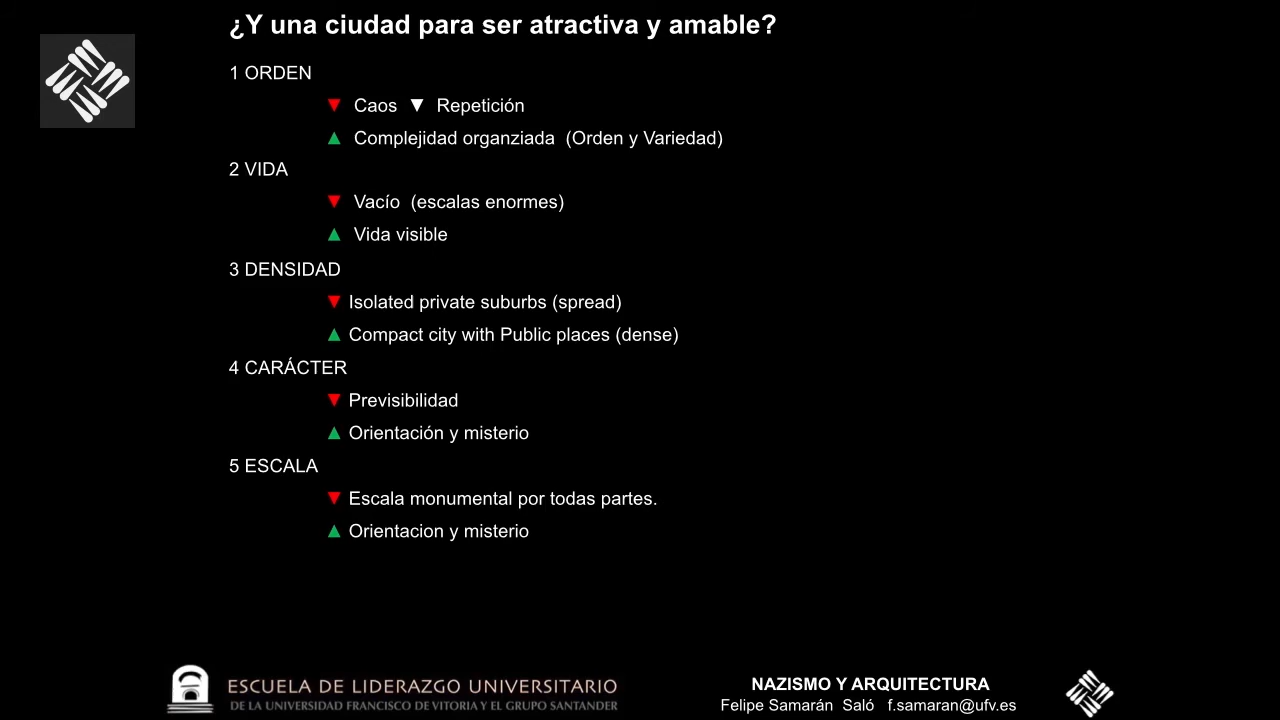 ¿Y una ciudad para ser atractiva y amable?
1 ORDEN
▼ Caos ▼ Repetición
▲ Complejidad organziada (Orden y Variedad)
2 VIDA
▼ Vacío (escalas enormes)
▲ Vida visible
3 DENSIDAD
▼ Isolated private suburbs (spread)
▲ Compact city with Public places (dense)
4 CARÁCTER
▼ Previsibilidad
▲ Orientación y misterio
5 ESCALA
▼ Escala monumental por todas partes.
▲ Orientacion y misterio
ESCUELA DE LIDERAZGO UNIVERSITARIO
DE LA UNIVERSIDAD FRANCISCO DE VITORIA Y EL GRUPO SANTANDER
NAZISMO Y ARQUITECTURA
Felipe Samarán Saló f.samaran@ufv.es